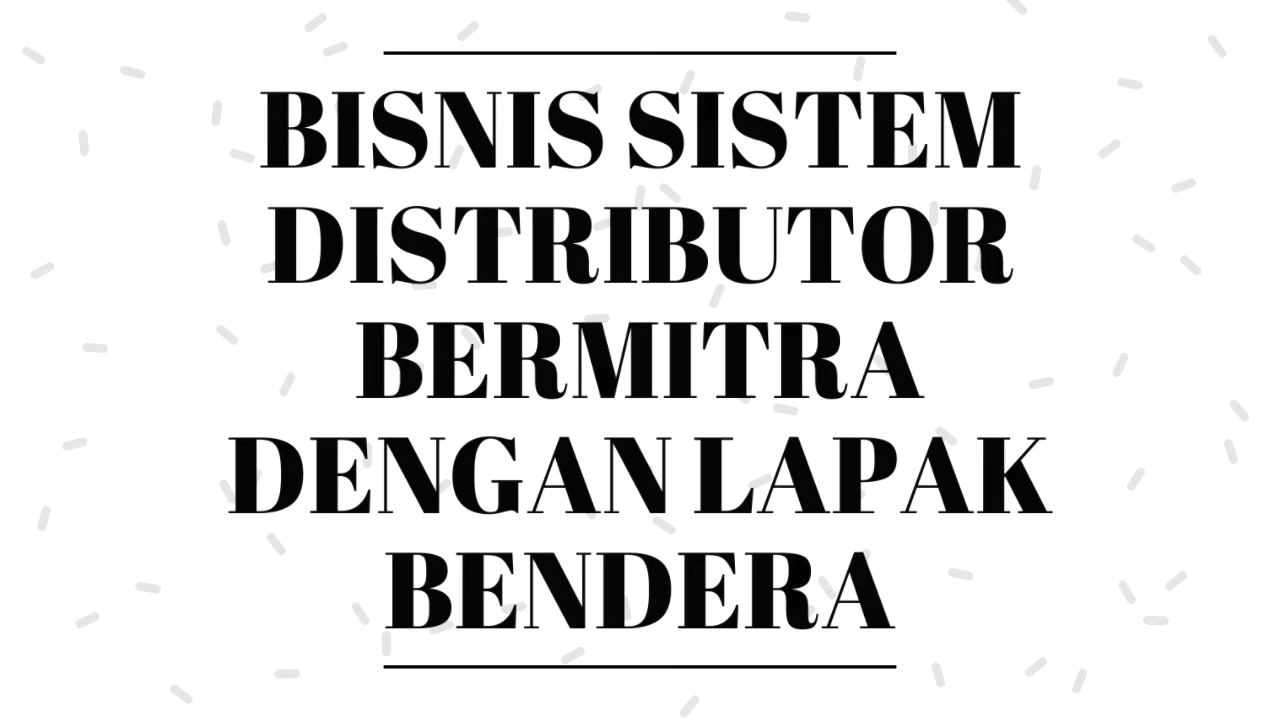 BISNIS SISTEM
DISTRIBUTOR
BERMITRA
DENGAN LAPAK
BENDERA